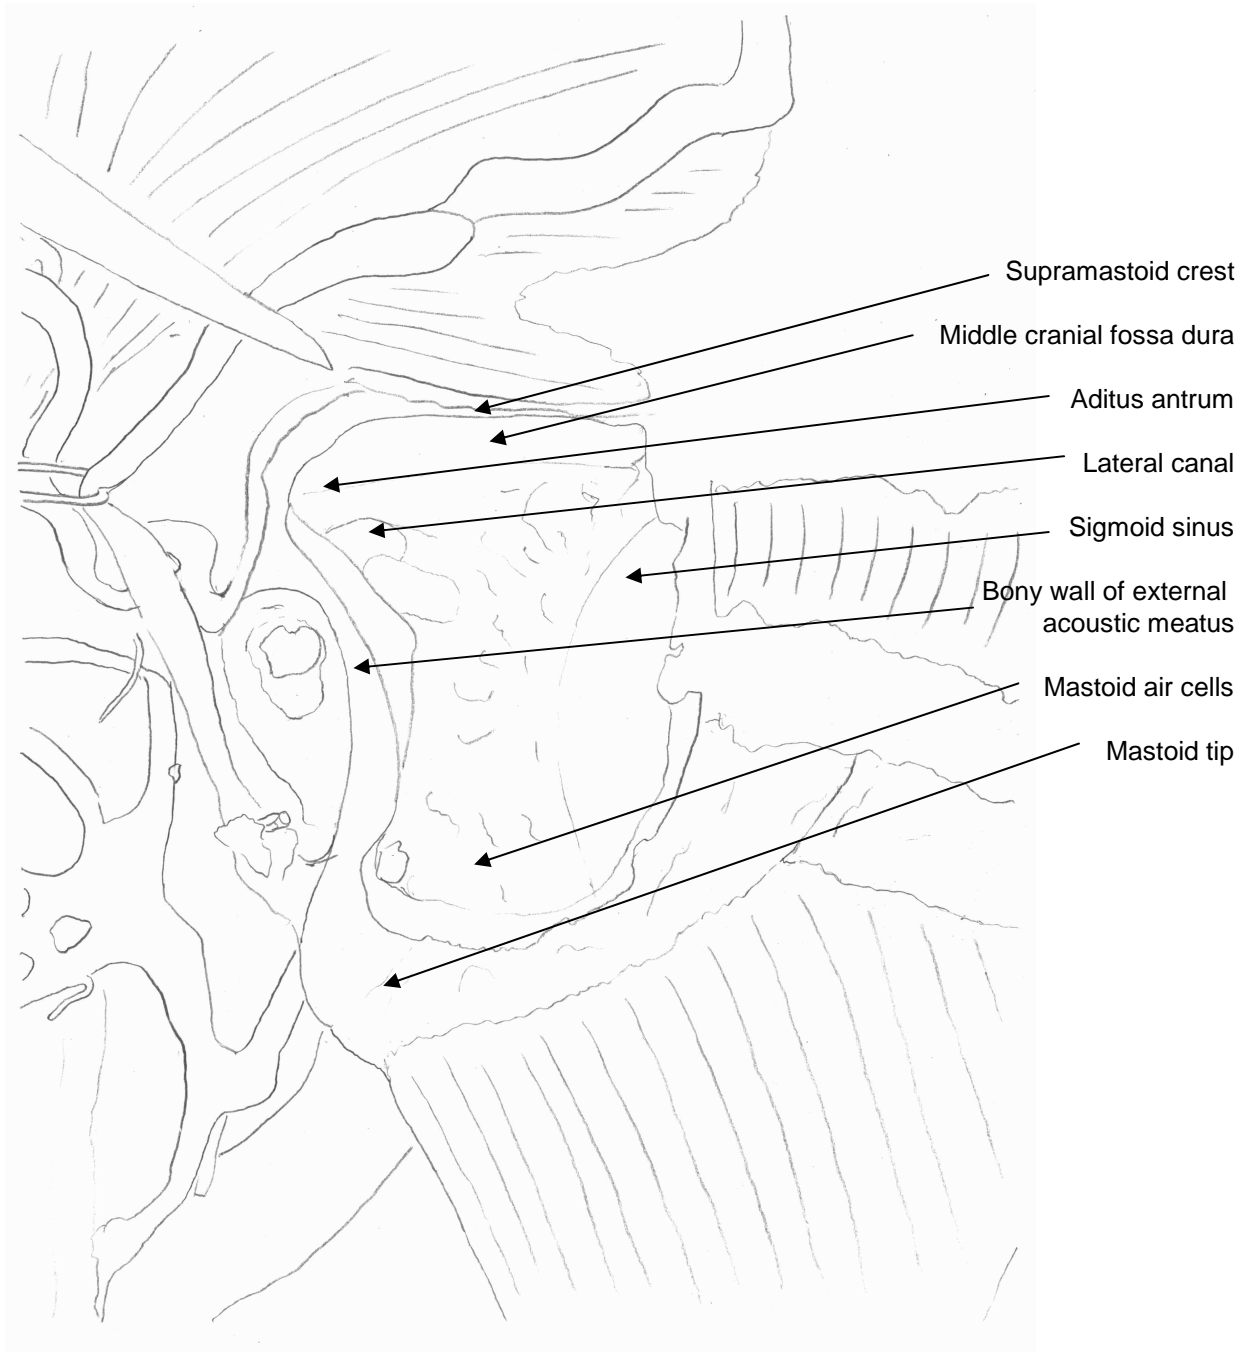 Supramastoid crest
Middle cranial fossa dura
Aditus antrum
Lateral canal
Sigmoid sinus
Bony wall of external
acoustic meatus
Mastoid air cells
Mastoid tip